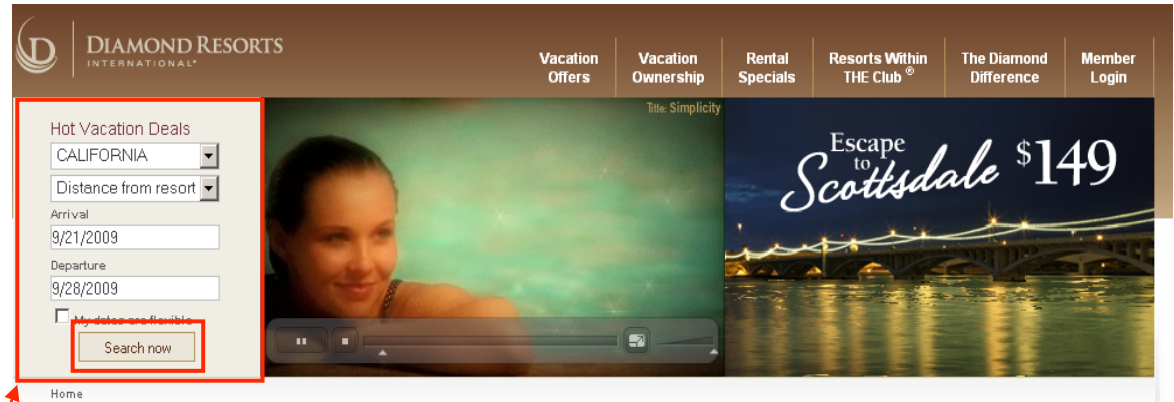 DIAMOND RESORTS
INTERNATIONAL®
Vacation Offers
Vacation Ownership
Rental Specials
Resorts Within THE Club ®
The Diamond Difference
Member Login
Hot Vacation Deals
CALIFORNIA
Distance from resort
Arrival
9/21/2009
Departure
9/28/2009
My dates are flexible
Search now
Title: Simplicity
Escape
to
Scottsdale $149
Home